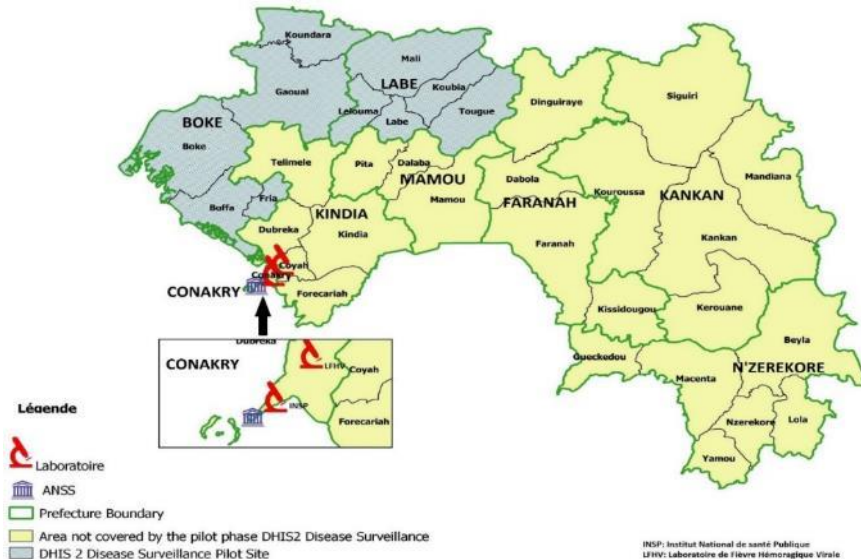 Koundara
Mali
LABE
Koubia
Siguiri
Gaoual
Lelouma
Tougue
Dinguiraye
Labe
BOKE
Boke
Telimele
Pita
Dalaba
MAMOU
Mandiana
Dabola
Kouroussa
KANKAN
Fria
Boffa
KINDIA
Mamou
FARANAH
Dubreka
Kindia
Kankan
Faranah
Coyah
Conakry
CONAKRY
Forecariah
Kissidougou
Kerouane
Beyla
Dubreka
Gueckedou
N'ZEREKORE
CONAKRY
LFHV
Coyah
Macenta
INSP
Forecariah
Nzerekore
Lola
Yamou
Légende
Laboratoire
ANSS
Prefecture Boundary
Area not covered by the pilot phase DHIS2 Disease Surveillance
DHIS 2 Disease Surveillance Pilot Site
INSP: Institut National de santé Publique
LFHV: Laboratoire de Fièvre Hémoragique Virale